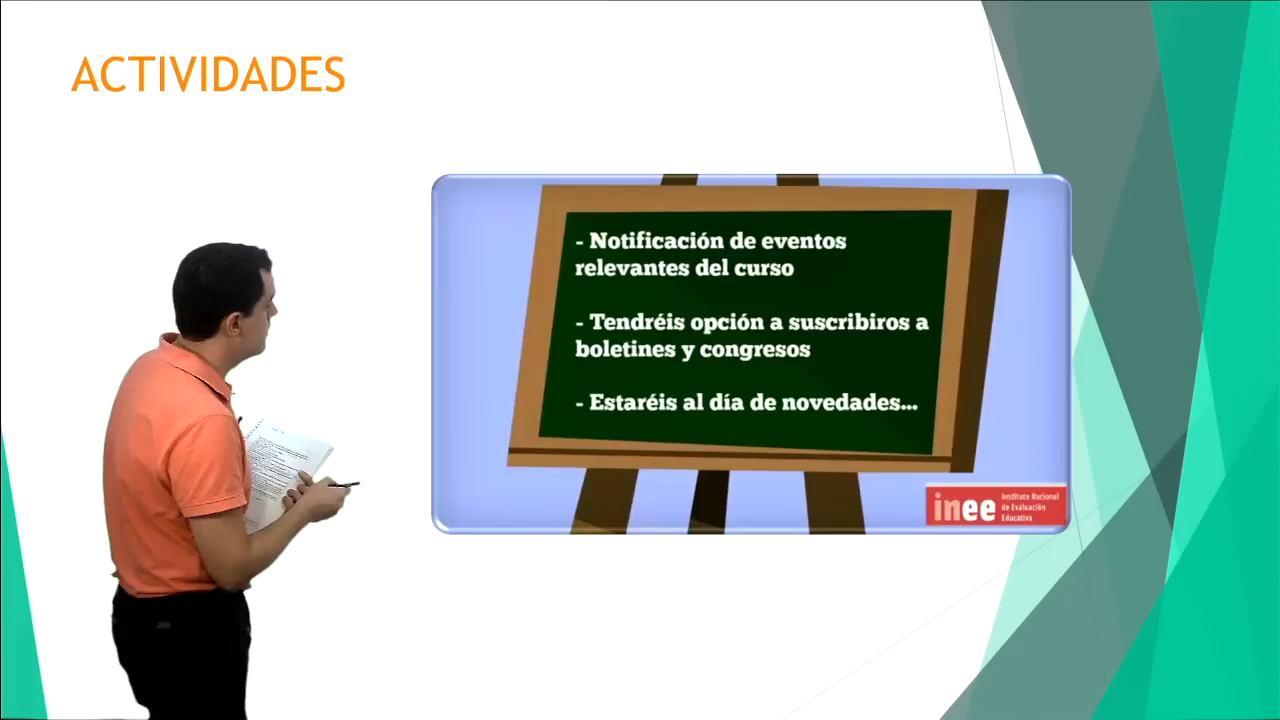 ACTIVIDADES
- Notificación de eventos
relevantes del curso
- Tendréis opción a suscribiros a
boletines y congresos
- Estaréis al día de novedades...
inee
Instituto Nacional
de Evaluación
Educativa